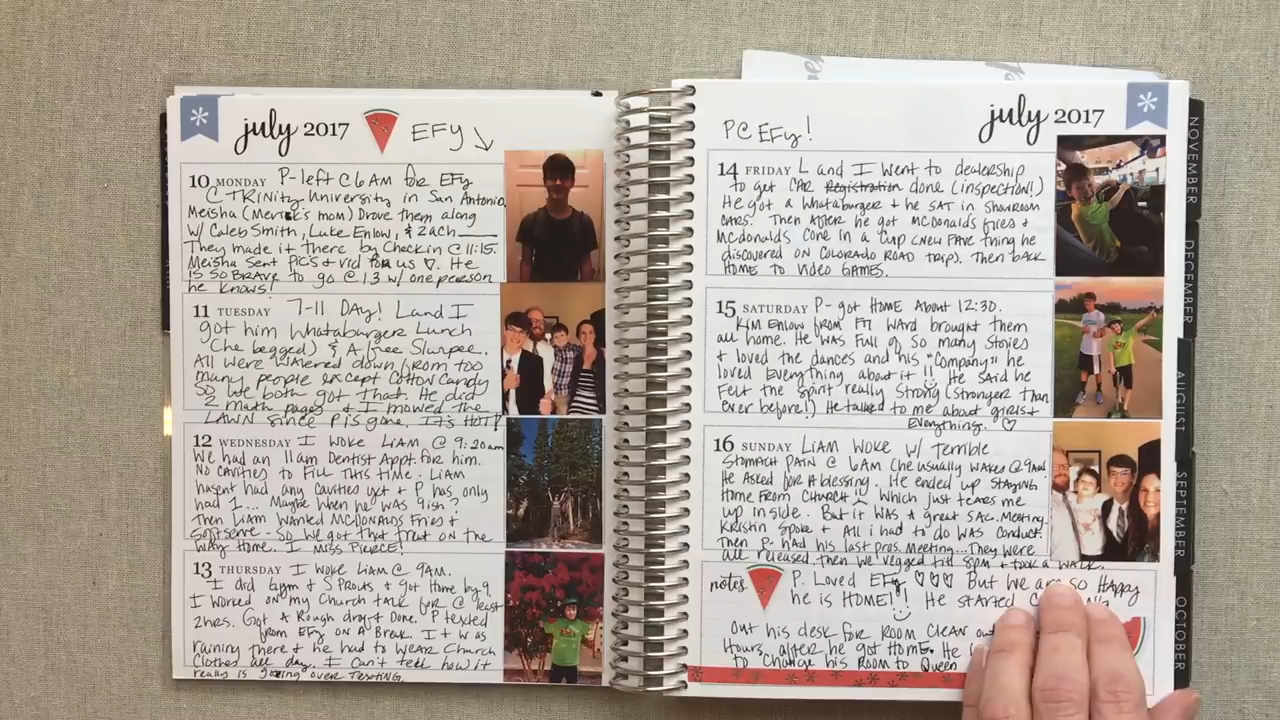 july 2017 EFY
10 MONDAY P-left @ 6AM for EFY
@ TRiNity University in San Antonio.
Meisha (Merick's mom) Drove them along
w/ Caleb Smith, Luke Enlow, & Zach
They made it there by Checkin @ 11:15.
Meisha sent PICS & vid for us ♡. He
IS SO BRAVE to go @ 13 w/ one person
he knows!
11 TUESDAY 7-11 DAY! L and I
got him Whataburger Lunch
(he begged) & A free Slurpee.
All were watered down from too
many people except Cotton Candy
So we both got that. He did
2 math pages & I mowed the
LAWN since P is gone. It's Hot!
12 WEDNESDAY I WOKE LiAM @ 9:20am
We had an 11am Dentist Appt. for him.
NO CAVITIES to Fill THIS time. LiAM
hasent had any cavities yet & P has, only
had 1... Maybe when he was 4ish.
Then LiAM WANTED MCDONALDS FRIES &
Softserve - So we got that treat on the
WAY Home. I MISS PIERCE!
13 THURSDAY I WOKE LiAM @ 9AM.
I did Gym & SPROUTS & got Home by 9.
I worked on my Church TALK for @ least
2hrs. Got A Rough draft Done. P texted
from EFY on A Break. It was
raining There & he had to WEAR Church
Clothes all day. I can't tell how it
really is going over Texting.
july 2017
PC EFY!
14 FRIDAY L and I Went to dealership
to get CAR Registration done (inspection!)
He got a Whataburger & he SAT in Showroom
CARS. Then AFTER he got MCDonalds fries &
McDonalds Cone in a Cup (New FAVE thing he
discovered ON COLORADO ROAD TRIP). Then back
HOME TO VIDEO GAMES.
15 SATURDAY P- got HOME About 12:30.
Kim Enlow from F7 WARD brought them
all home. He WAS FULL OF SO MANY Stories
& loved the dances and his "Company" he
loved Everything about it!! He SAid he
Felt the Spirit really Strong (Stronger Than
Ever before!) He talked to me about girls &
Everything. ♡
16 SUNDAY LiAM WOKE W/ Terrible
Stomach PAIN @ 6AM (he usually wakes @ 9AM)
He Asked for A blessing. He ended up STAYING
Home From CHURCH which just tears me
up inside. But it WAS A great SAC. Meeting.
Kristin Spoke & All i had to do WAS Conduct.
Then P- HAD his last pros. Meeting... They were
all released. then we vegged till 8pm & took a WALK.
notes P. Loved EFY ♡♡♡ But we are SO HAPPY
he is HOME!! He started
Out his desk for ROOM Clean
Hours after he got Home. He
to change his Room to Queen
NOVEMBER
DECEMBER
AUGUST
SEPTEMBER
OCTOBER